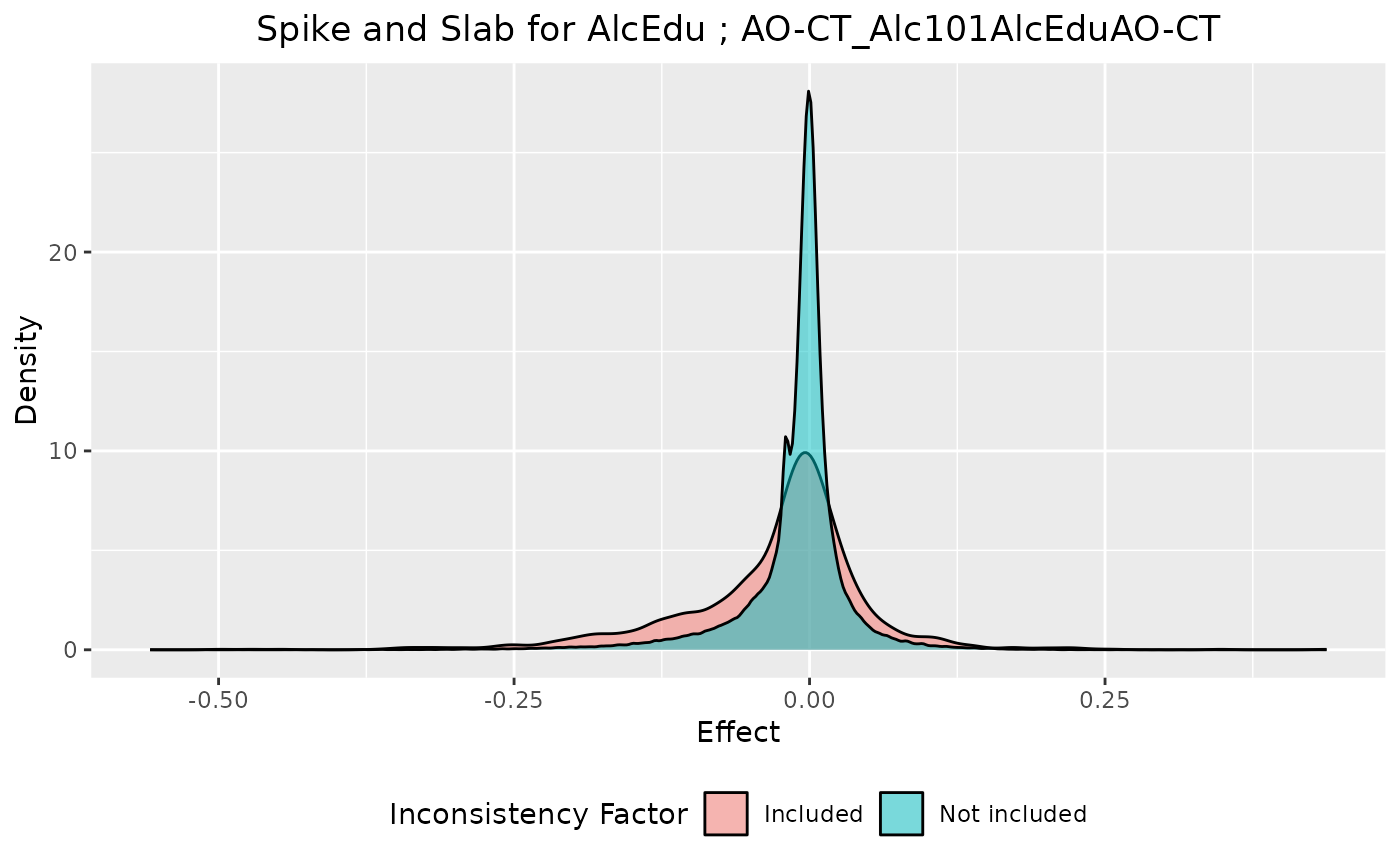 Spike and Slab for AlcEdu ; AO-CT_Alc101AlcEduAO-CT
Density
20
10
0
-0.50
-0.25
0.00
0.25
Effect
Inconsistency Factor
Included
Not included